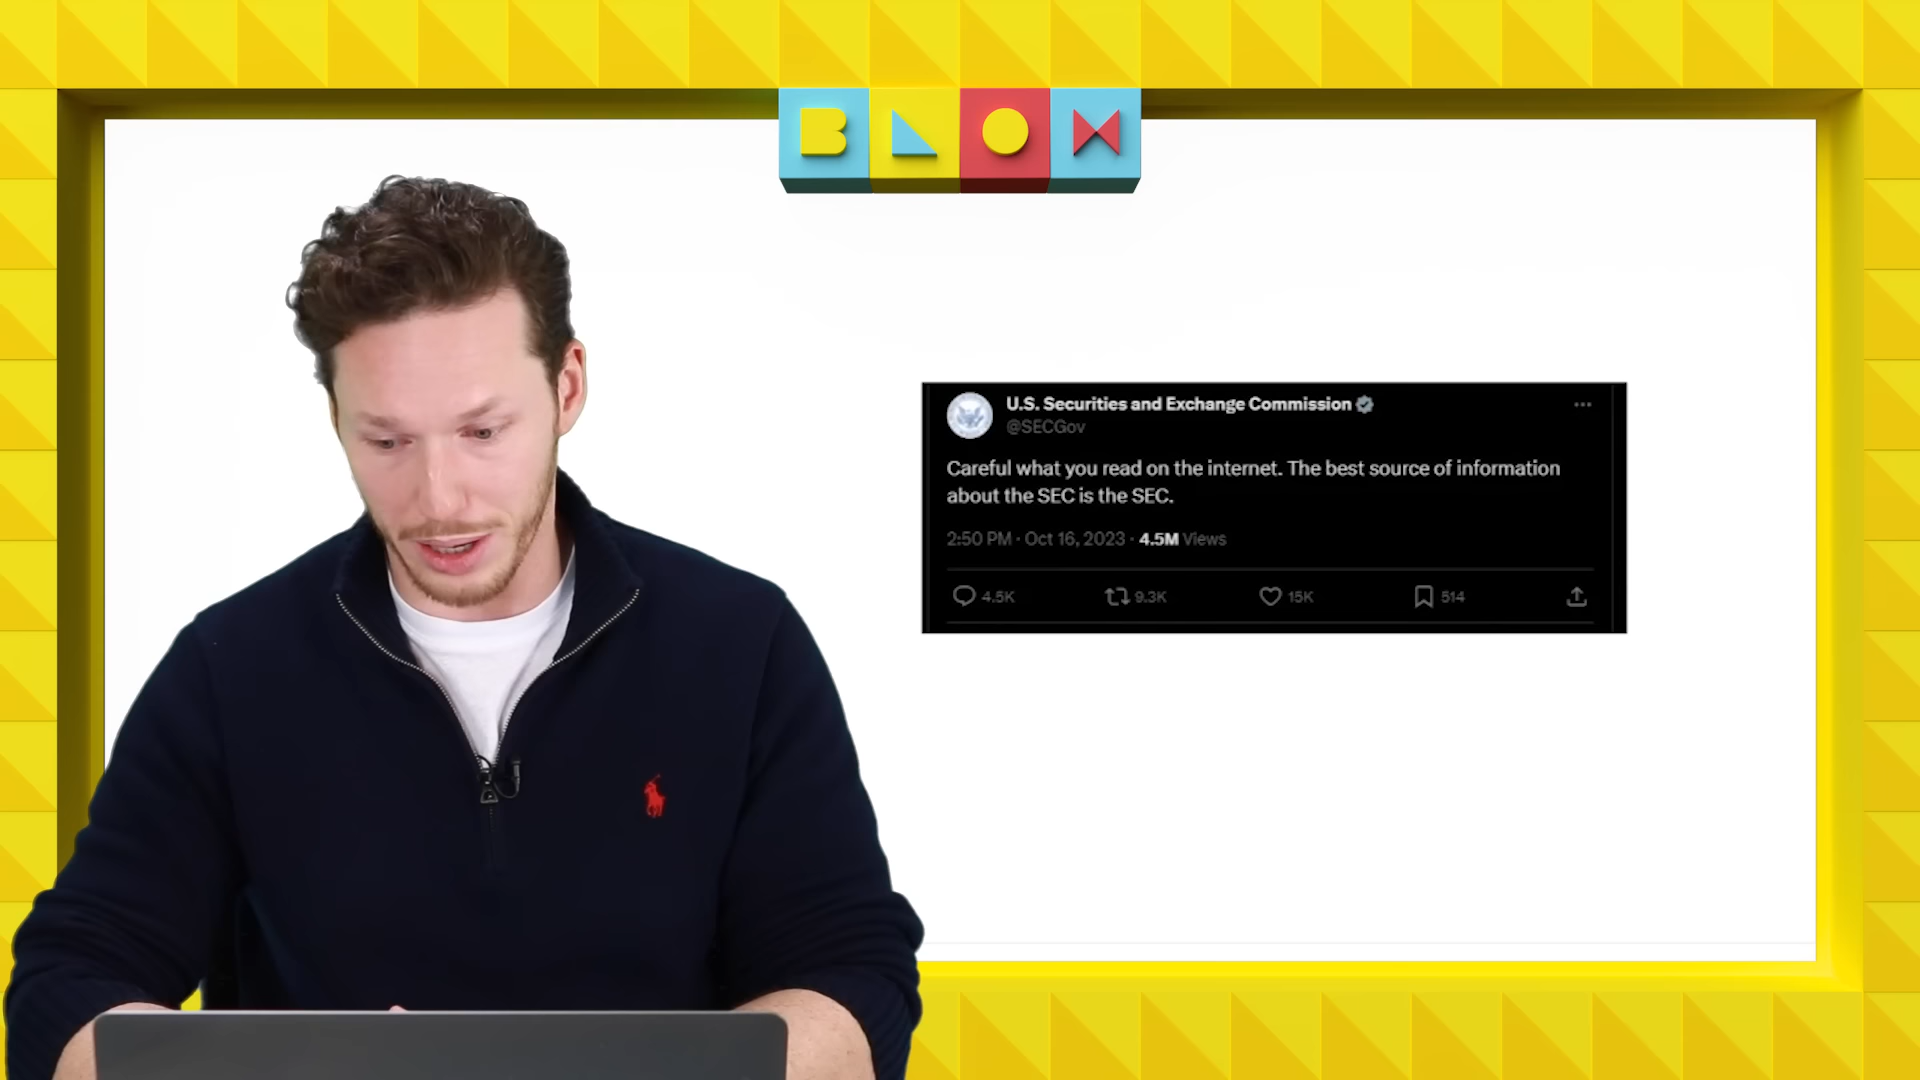 BLOX
U.S. Securities and Exchange Commission
@SECGov
Careful what you read on the internet. The best source of information
about the SEC is the SEC.
2:50 PM · Oct 16, 2023 · 4.5M Views
4.5K 9.3K 15K 514